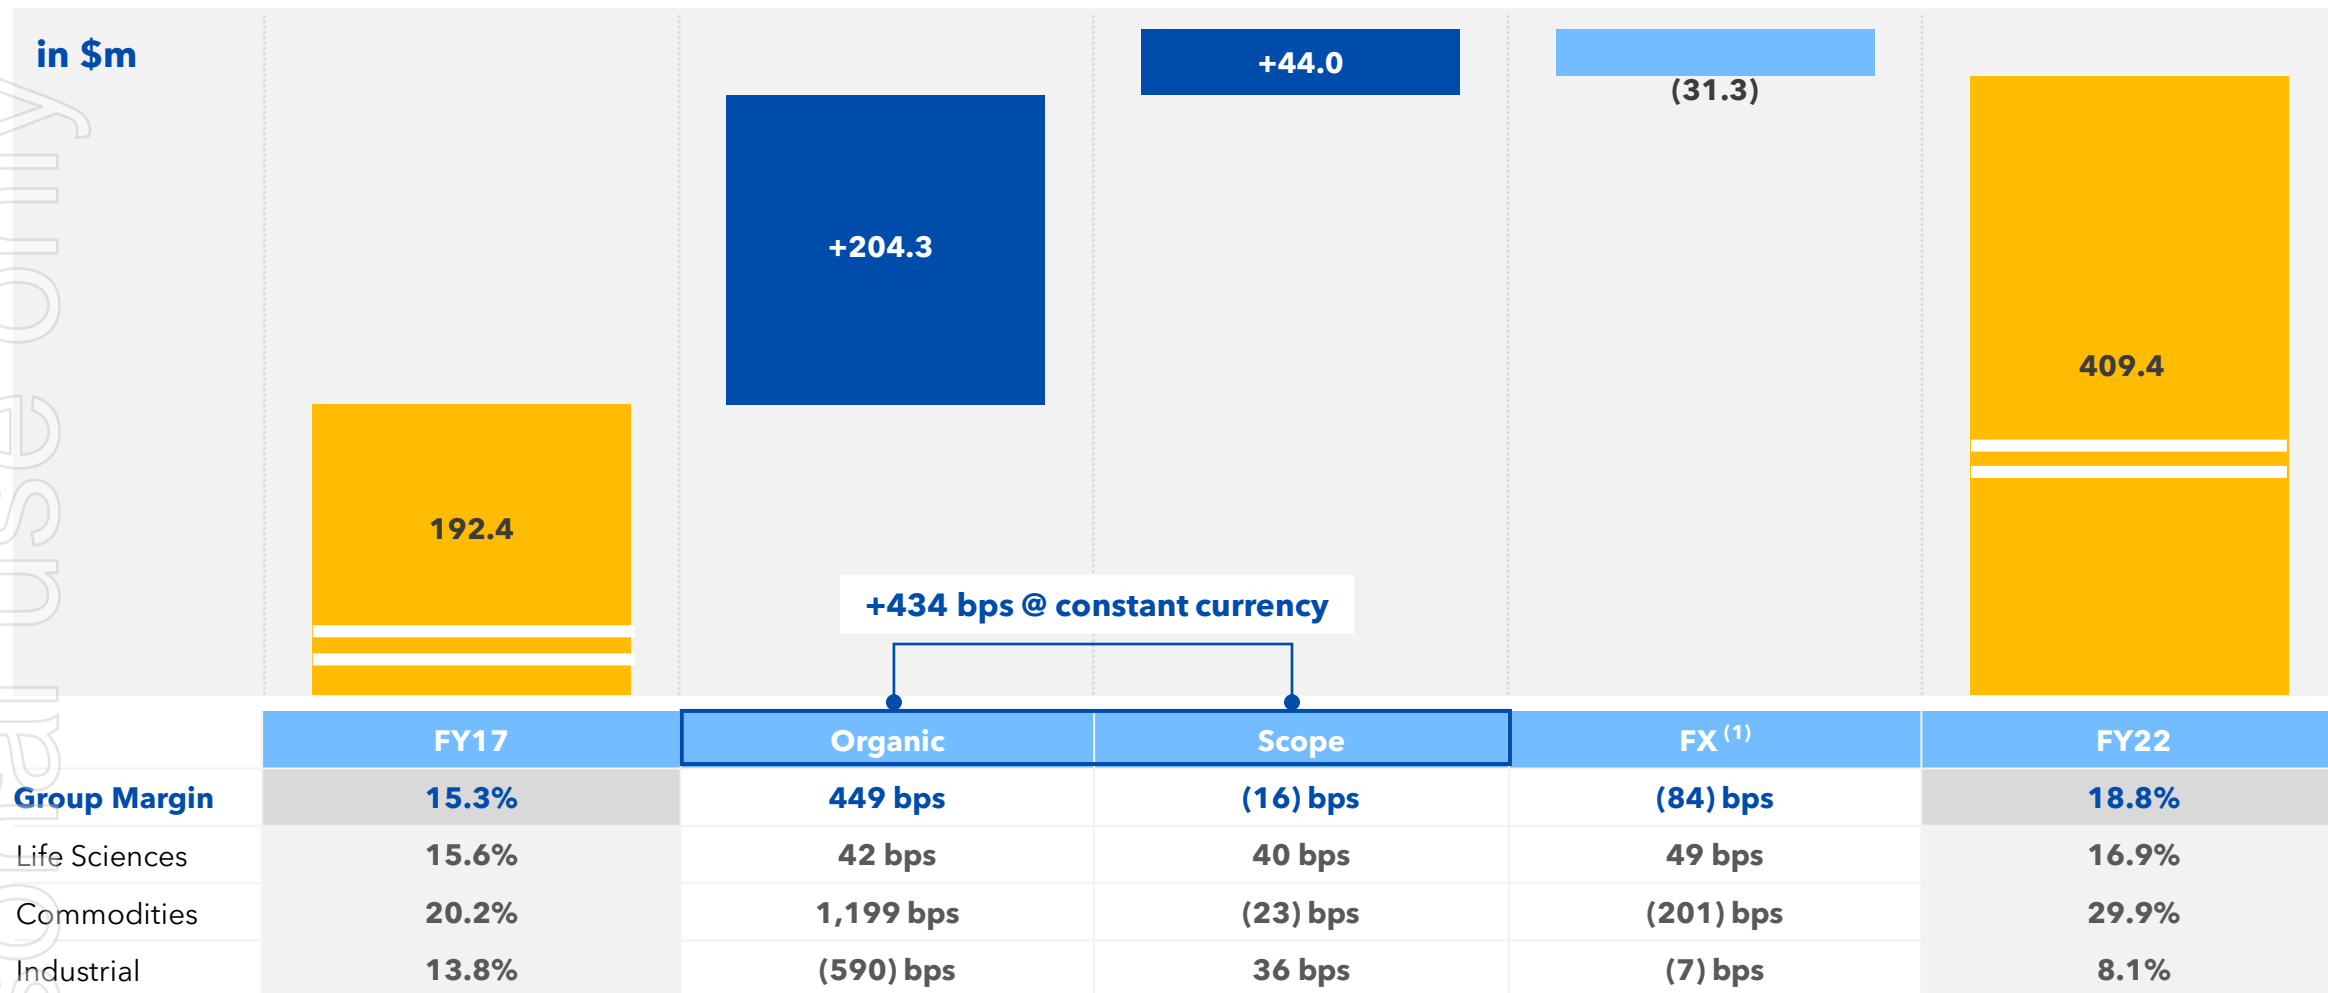 in $m
+44.0
(31.3)
+204.3
409.4
192.4
+434 bps @ constant currency
FY17 Organic Scope FX (1) FY22
Group Margin 15.3% 449 bps (16) bps (84) bps 18.8%
Life Sciences 15.6% 42 bps 40 bps 49 bps 16.9%
Commodities 20.2% 1,199 bps (23) bps (201) bps 29.9%
Industrial 13.8% (590) bps 36 bps (7) bps 8.1%
sonal use only